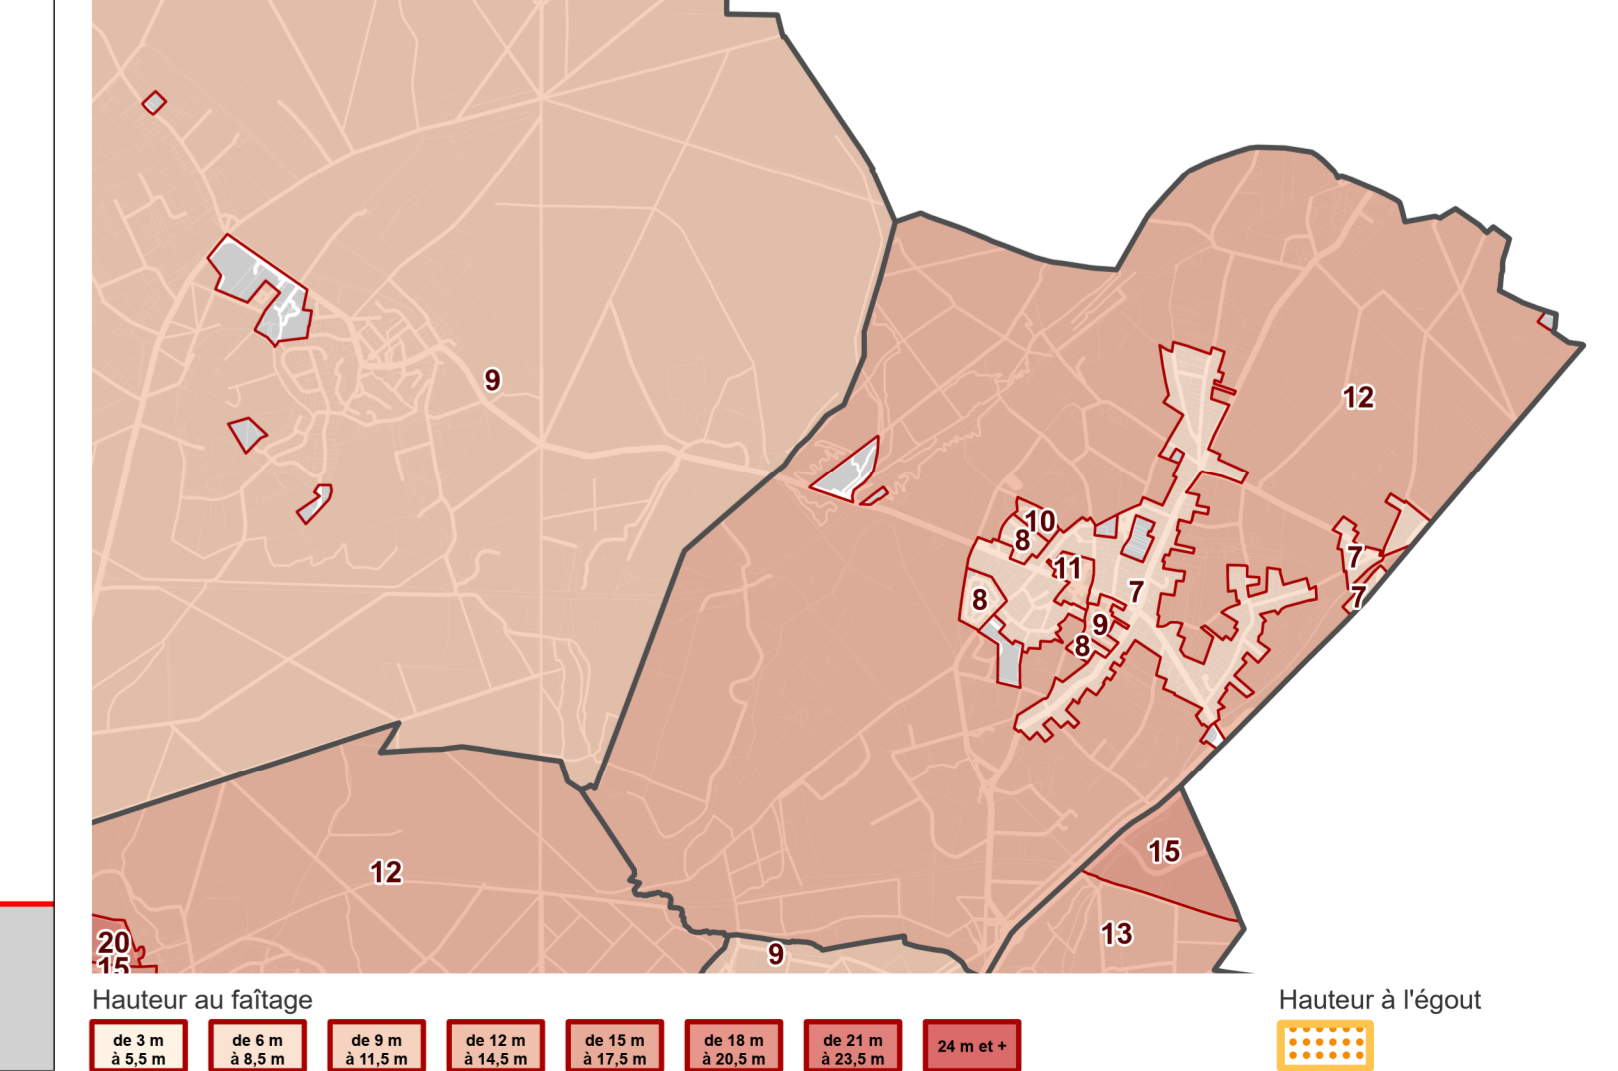 9
12
10
8
11
7
7
8
7
9
8
15
12
13
20
9
15
Hauteur au faîtage
Hauteur à l'égout
de 3 m
à 5,5 m
de 6 m
à 8,5 m
de 9 m
à 11,5 m
de 12 m
à 14,5 m
de 15 m
à 17,5 m
de 18 m
à 20,5 m
de 21 m
à 23,5 m
24 m et +